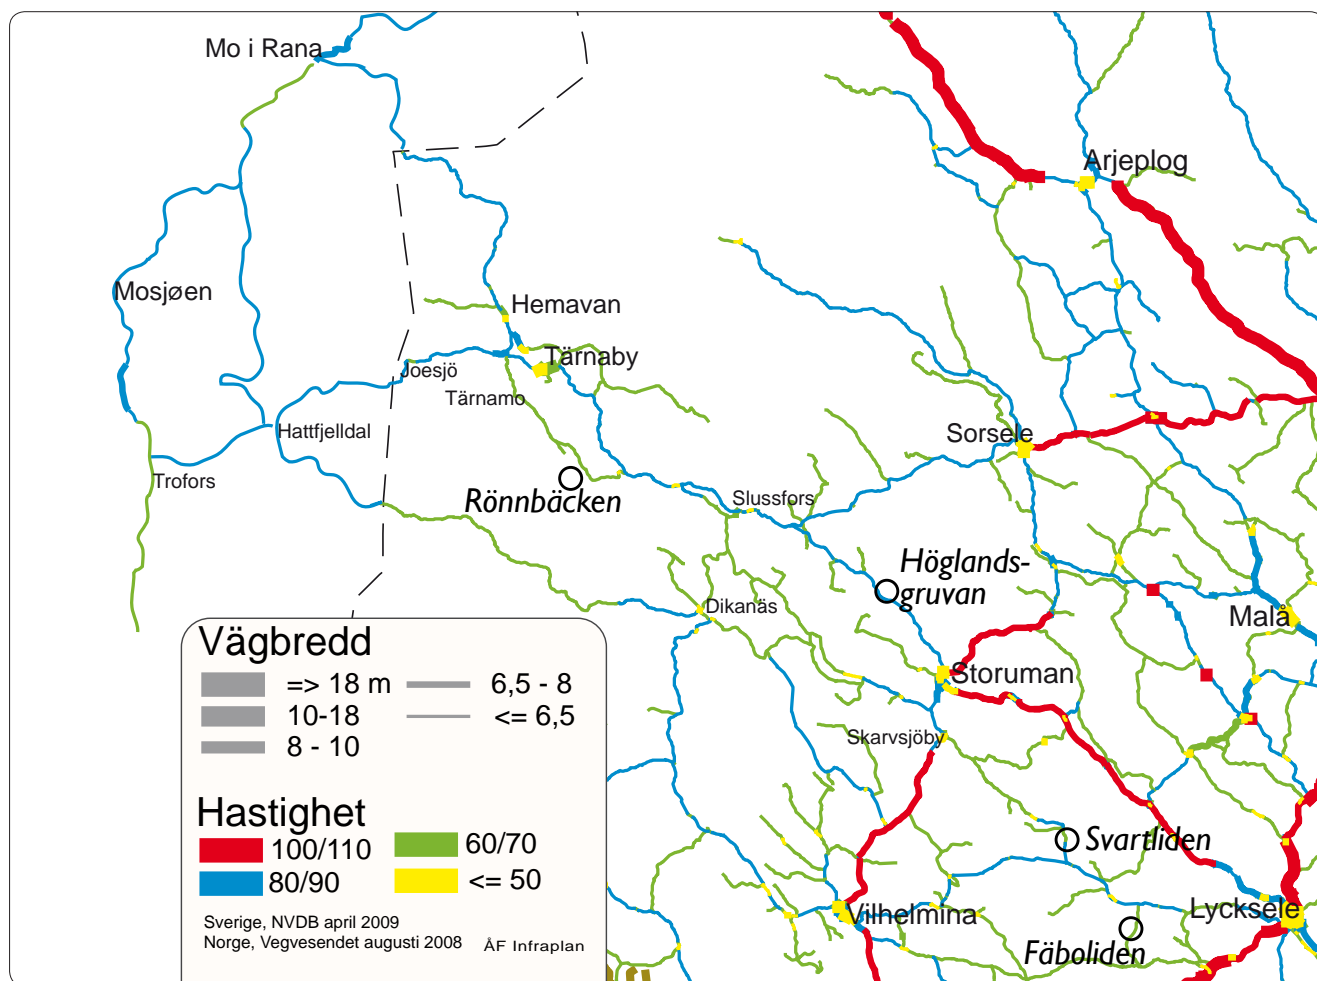 Mo i Rana
Arjeplog
Mosjøen
Hemavan
Tärnaby
Joesjö
Tärnamo
Hattfjelldal
Sorsele
Trofors
Rönnbäcken
Slussfors
Höglands-
gruvan
Dikanäs
Malå
Storuman
Skarvsjöby
Svartliden
Vilhelmina
Lycksele
Fäboliden
Vägbredd
=> 18 m
6,5 - 8
10-18
<= 6,5
8 - 10
Hastighet
100/110
60/70
80/90
<= 50
Sverige, NVDB april 2009
Norge, Vegvesendet augusti 2008
ÅF Infraplan